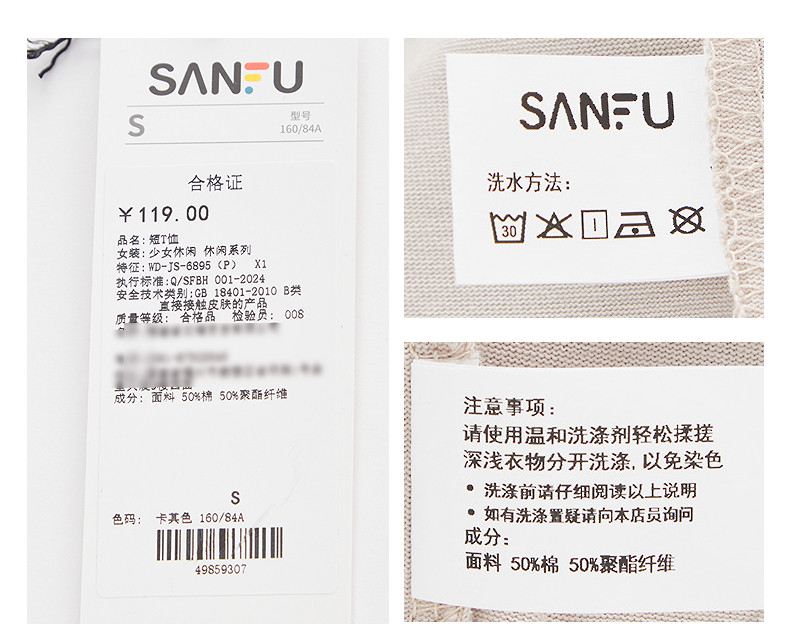 SANFU
S
型号
160/84A
合格证
￥119.00
品名:短T恤
女装:少女休闲 休闲系列
特征:WD-JS-6895（P） X1
执行标准:Q/SFBH 001-2024
安全技术类别:GB 18401-2010 B类
直接接触皮肤的产品
质量等级: 合格品 检验员: 008
成分: 面料 50%棉 50%聚酯纤维
S
色码: 卡其色 160/84A
49859307
SANFU
洗水方法:
30
注意事项:
请使用温和洗涤剂轻松揉搓
深浅衣物分开洗涤,以免染色
• 洗涤前请仔细阅读以上说明
• 如有洗涤置疑请向本店员询问
成分:
面料 50%棉 50%聚酯纤维